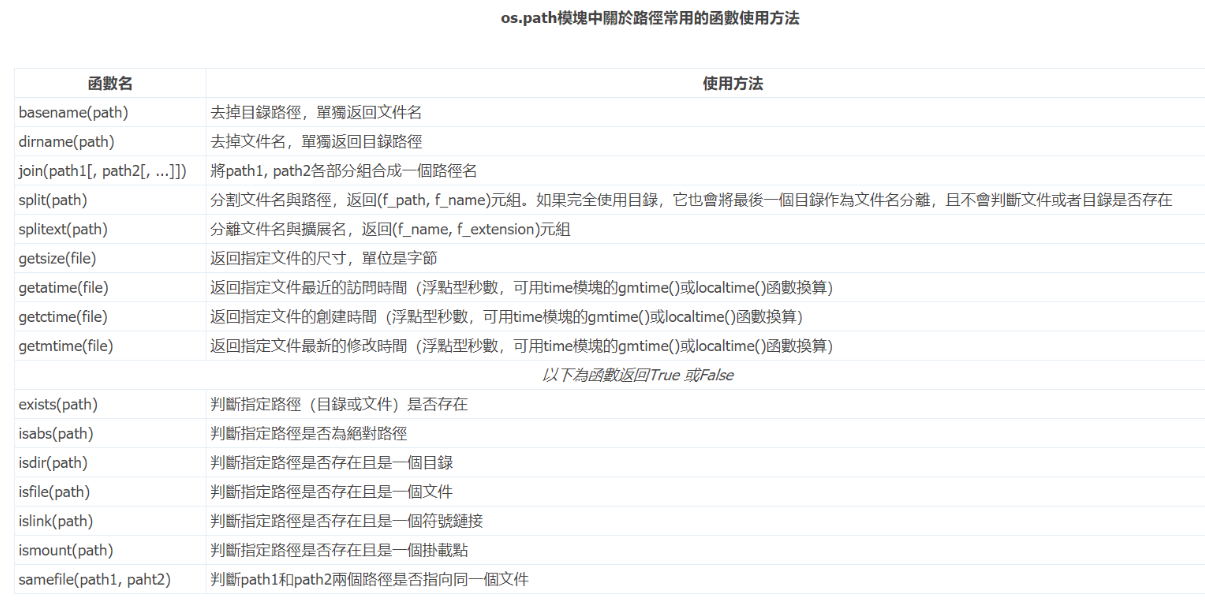 os.path模塊中關於路徑常用的函數使用方法
函數名 使用方法
basename(path) 去掉目錄路徑，單獨返回文件名
dirname(path) 去掉文件名，單獨返回目錄路徑
join(path1[, path2[, ...]]) 將path1, path2各部分組合成一個路徑名
split(path) 分割文件名與路徑，返回(f_path, f_name)元組。如果完全使用目錄，它也會將最後一個目錄作為文件名分離，且不會判斷文件或者目錄是否存在
splitext(path) 分離文件名與擴展名，返回(f_name, f_extension)元組
getsize(file) 返回指定文件的尺寸，單位是字節
getatime(file) 返回指定文件最近的訪問時間（浮點型秒數，可用time模塊的gmtime()或localtime()函數換算）
getctime(file) 返回指定文件的創建時間（浮點型秒數，可用time模塊的gmtime()或localtime()函數換算）
getmtime(file) 返回指定文件最新的修改時間（浮點型秒數，可用time模塊的gmtime()或localtime()函數換算）
以下為函數返回True 或False
exists(path) 判斷指定路徑（目錄或文件）是否存在
isabs(path) 判斷指定路徑是否為絕對路徑
isdir(path) 判斷指定路徑是否存在且是一個目錄
isfile(path) 判斷指定路徑是否存在且是一個文件
islink(path) 判斷指定路徑是否存在且是一個符號鏈接
ismount(path) 判斷指定路徑是否存在且是一個掛載點
samefile(path1, paht2) 判斷path1和path2兩個路徑是否指向同一個文件